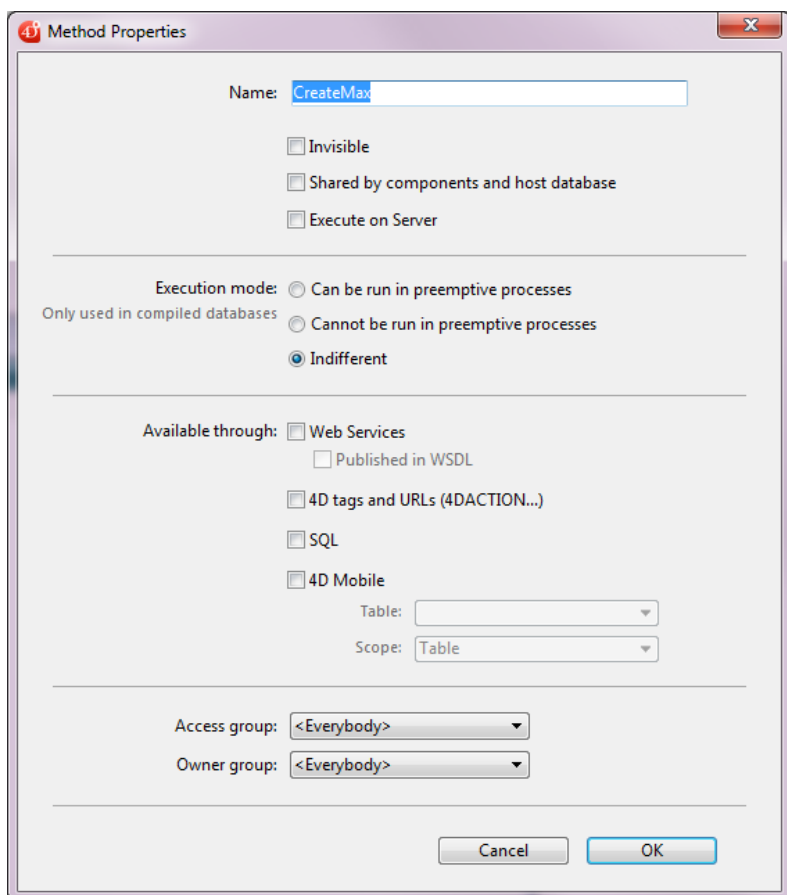 4D Method Properties
X
Name: CreateMax
Invisible
Shared by components and host database
Execute on Server
Execution mode: Can be run in preemptive processes
Only used in compiled databases
Cannot be run in preemptive processes
Indifferent
Available through: Web Services
Published in WSDL
4D tags and URLs (4DACTION...)
SQL
4D Mobile
Table:
Scope: Table
Access group: <Everybody>
Owner group: <Everybody>
Cancel OK